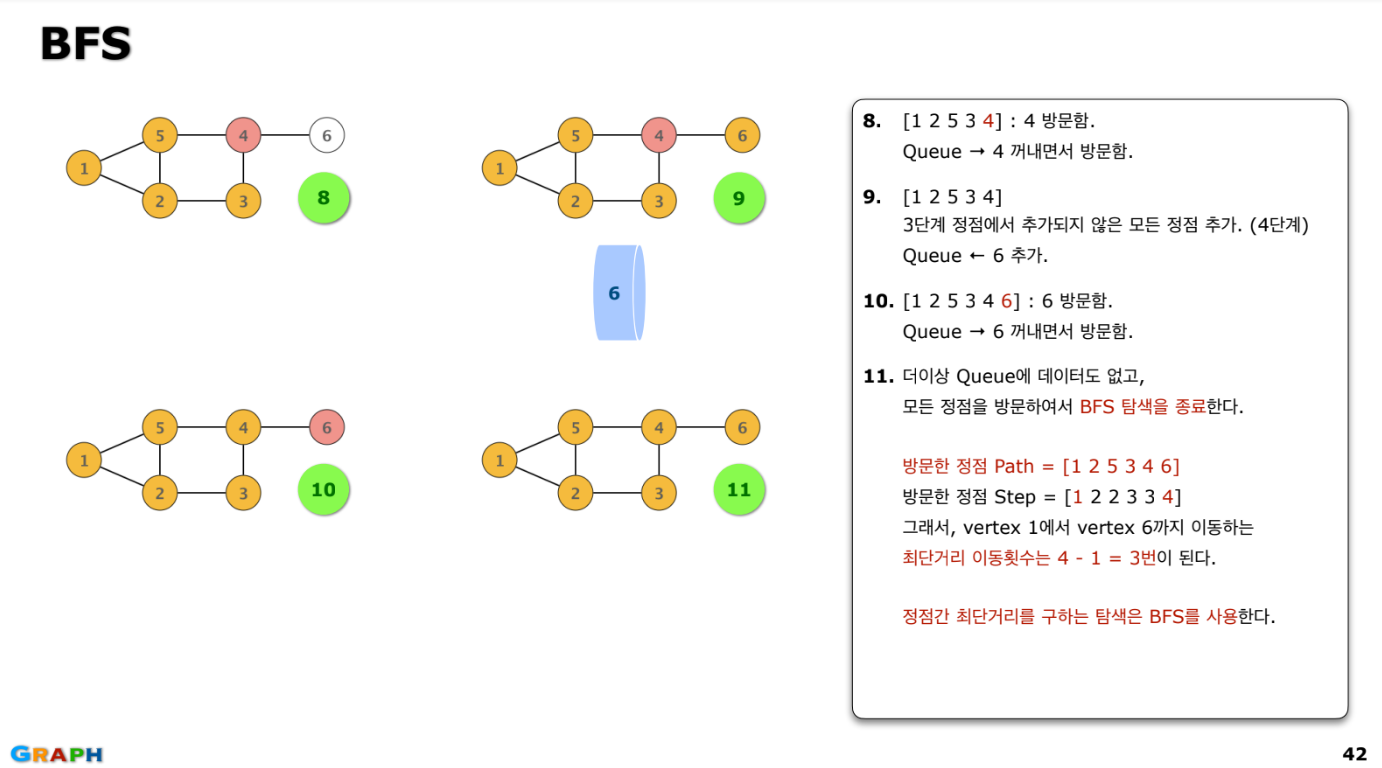 BFS
5
4
6
1
2
3
8
5
4
6
1
2
3
9
6
5
4
6
1
2
3
10
5
4
6
1
2
3
11
8. [1 2 5 3 4] : 4 방문함.
Queue → 4 꺼내면서 방문함.
9. [1 2 5 3 4]
3단계 정점에서 추가되지 않은 모든 정점 추가. (4단계)
Queue ← 6 추가.
10. [1 2 5 3 4 6] : 6 방문함.
Queue → 6 꺼내면서 방문함.
11. 더이상 Queue에 데이터도 없고,
모든 정점을 방문하여서 BFS 탐색을 종료한다.
방문한 정점 Path = [1 2 5 3 4 6]
방문한 정점 Step = [1 2 2 3 3 4]
그래서, vertex 1에서 vertex 6까지 이동하는
최단거리 이동횟수는 4 - 1 = 3번이 된다.
정점간 최단거리를 구하는 탐색은 BFS를 사용한다.
GRAPH
42